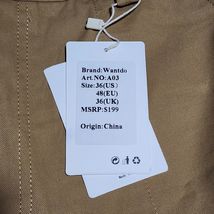 Brand:Wantdo
Art.NO:A03
Size:36(US)
48(EU)
36(UK)
MSRP:$199
Origin:China